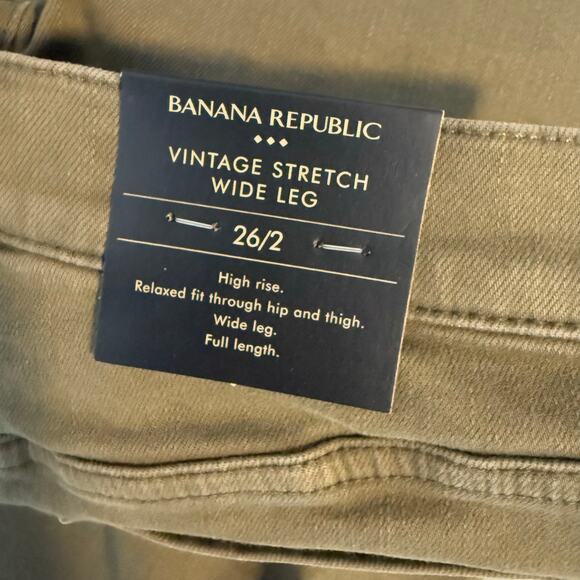 BANANA REPUBLIC
VINTAGE STRETCH
WIDE LEG
26/2
High rise.
Relaxed fit through hip and thigh.
Wide leg.
Full length.